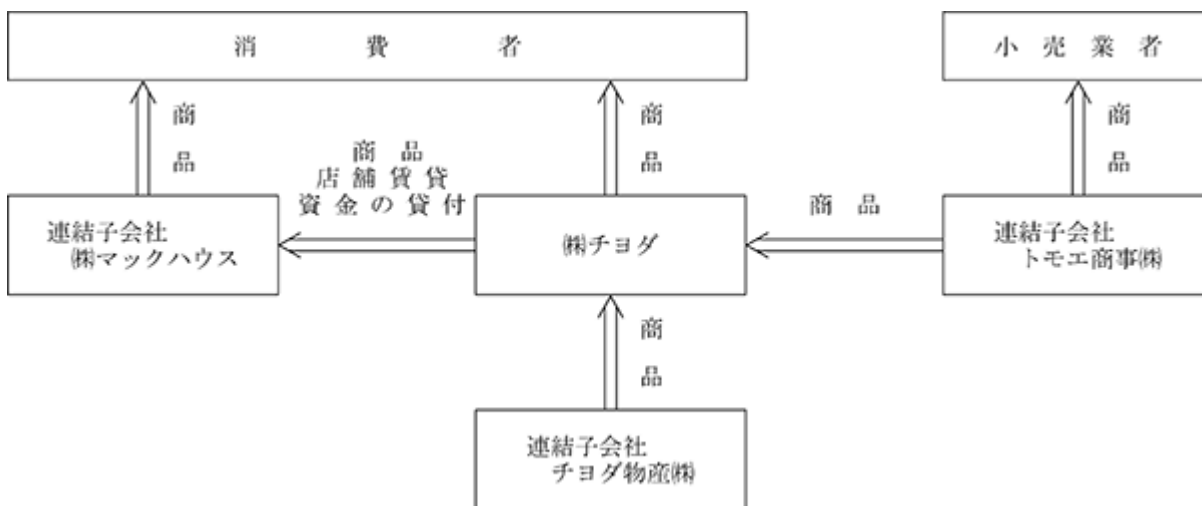 消費者
小売業者
商品
商品
商品
商品
店舗賃貸
資金の貸付
商品
連結子会社
㈱マックハウス
㈱チヨダ
連結子会社
トモエ商事㈱
商品
連結子会社
チヨダ物産㈱